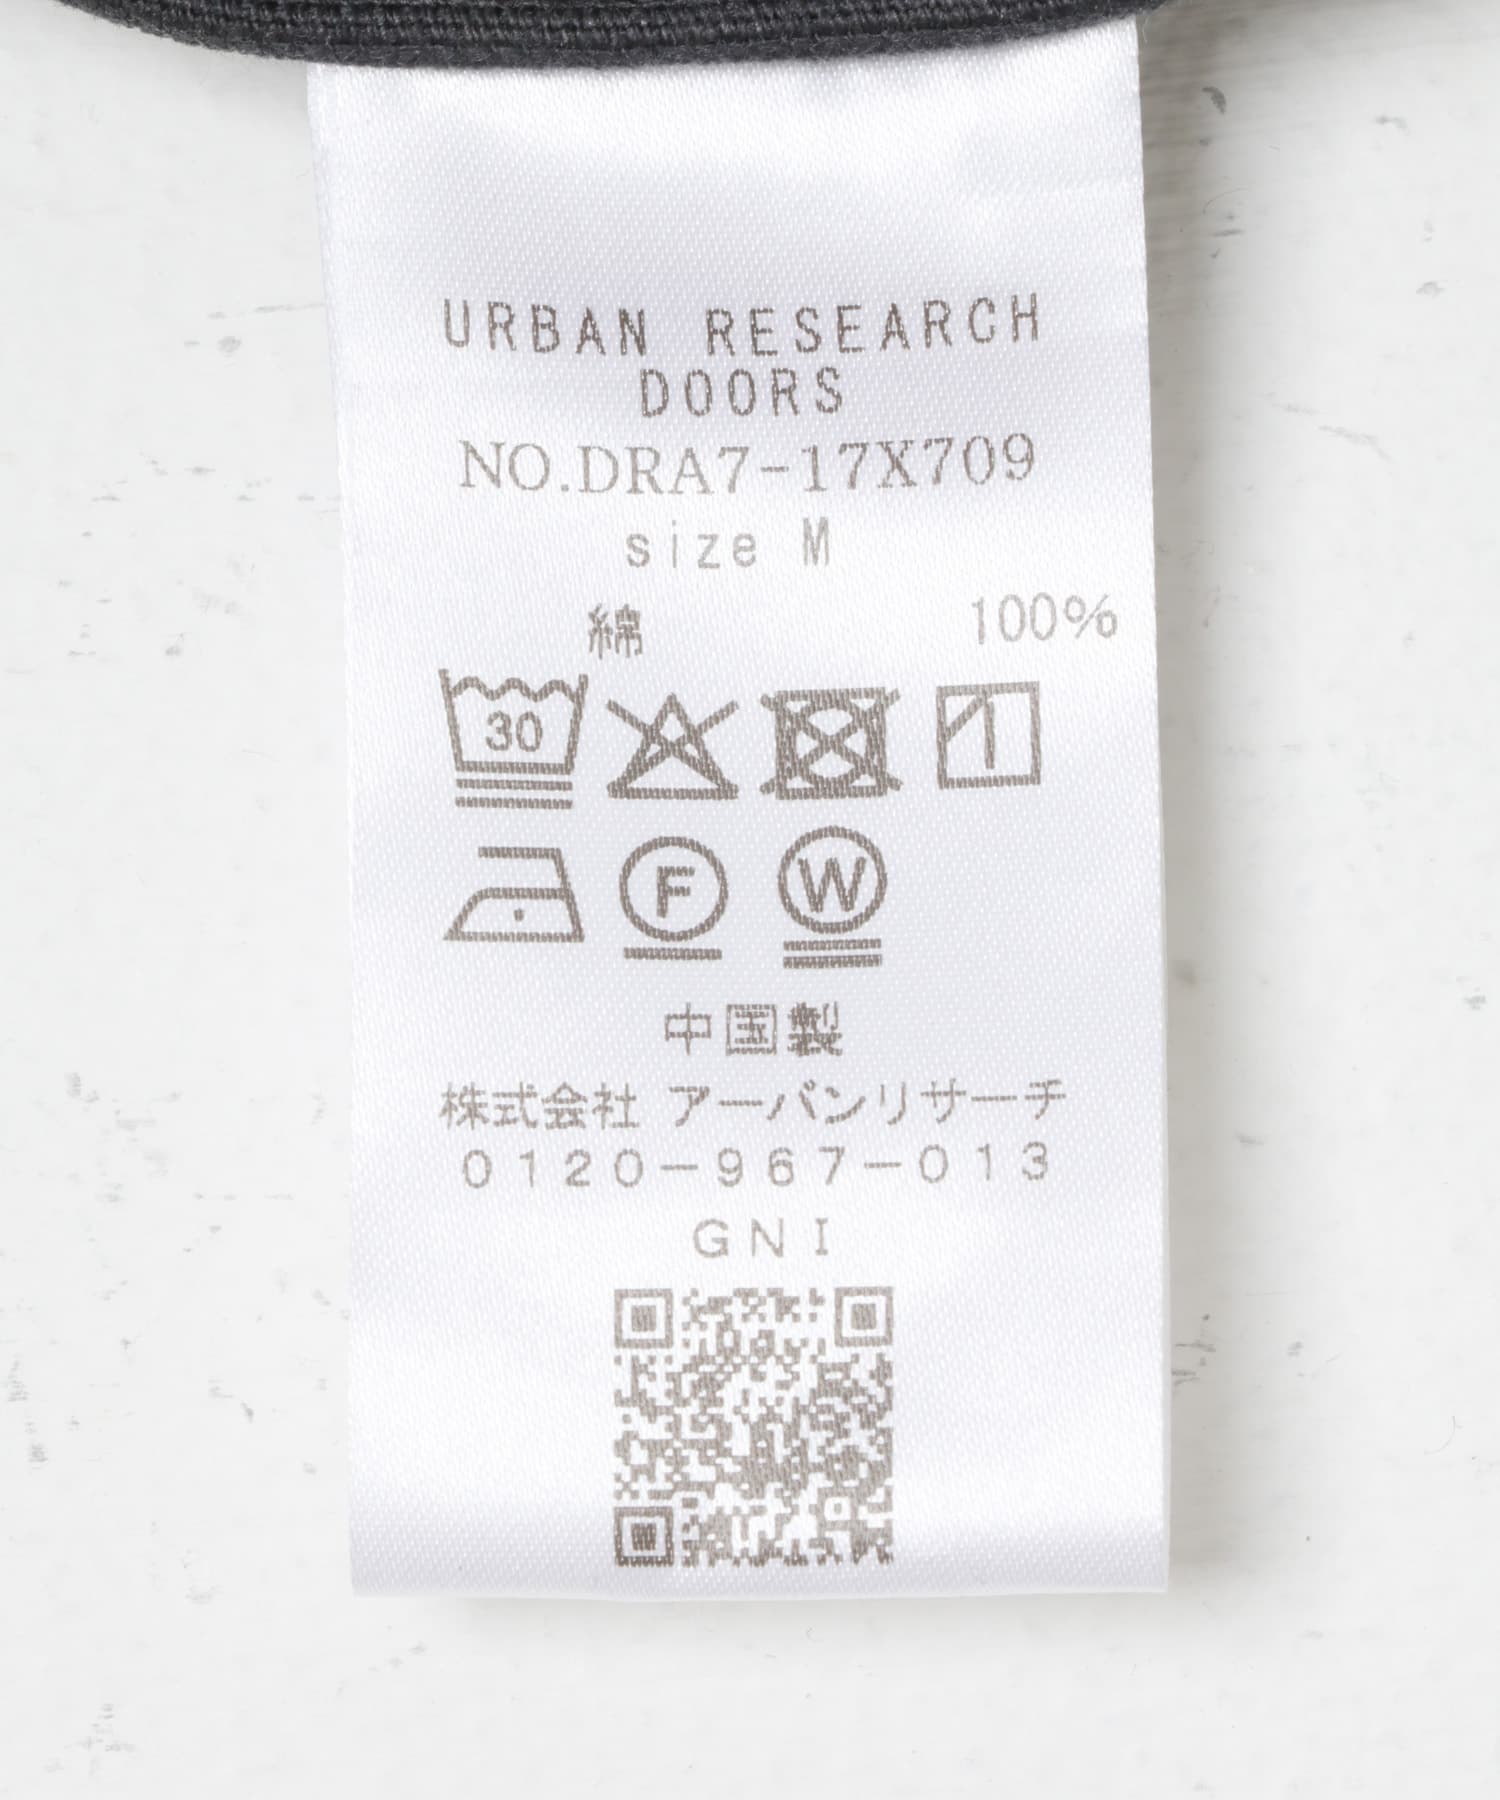 URBAN RESEARCH
DOORS
NO.DRA7-17X709
size M
綿 100%
30
F W
中国製
株式会社 アーバンリサーチ
0120-967-013
GNI